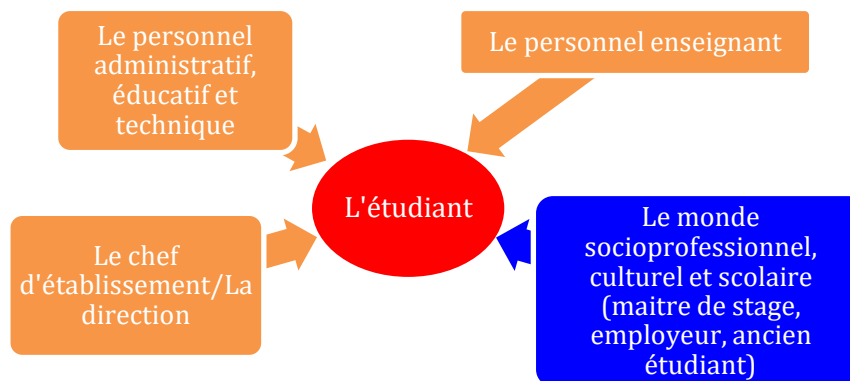 Le personnel
administratif,
éducatif et
technique
Le personnel enseignant
L'étudiant
Le chef
d'établissement/La
direction
Le monde
socioprofessionnel,
culturel et scolaire
(maitre de stage,
employeur, ancien
étudiant)